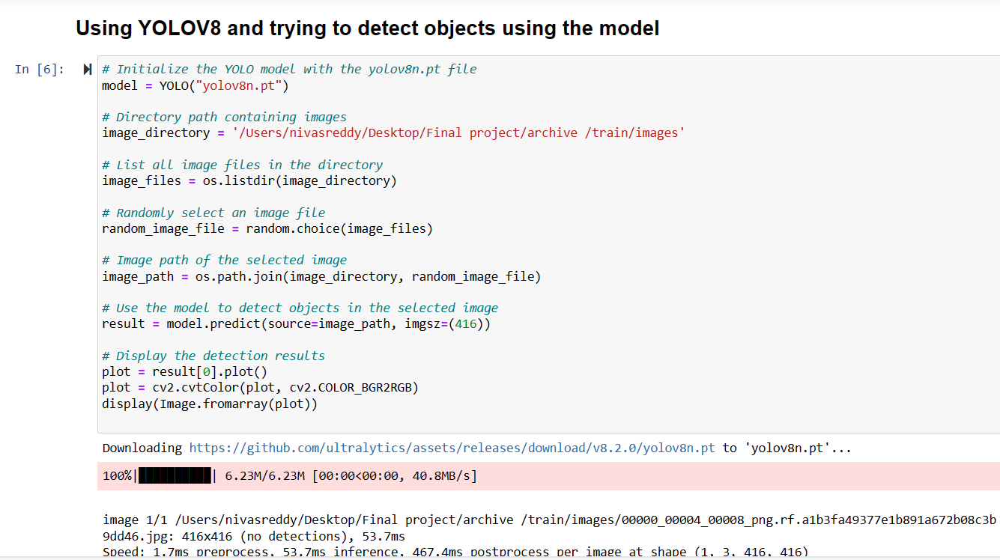 Using YOLOV8 and trying to detect objects using the model
In [6]:
# Initialize the YOLO model with the yolov8n.pt file
model = YOLO("yolov8n.pt")
# Directory path containing images
image_directory = '/Users/nivasreddy/Desktop/Final project/archive /train/images'
# List all image files in the directory
image_files = os.listdir(image_directory)
# Randomly select an image file
random_image_file = random.choice(image_files)
# Image path of the selected image
image_path = os.path.join(image_directory, random_image_file)
# Use the model to detect objects in the selected image
result = model.predict(source=image_path, imgsz=(416))
# Display the detection results
plot = result[0].plot()
plot = cv2.cvtColor(plot, cv2.COLOR_BGR2RGB)
display(Image.fromarray(plot))
Downloading https://github.com/ultralytics/assets/releases/download/v8.2.0/yolov8n.pt to 'yolov8n.pt'...
100%|██████████| 6.23M/6.23M [00:00<00:00, 40.8MB/s]
image 1/1 /Users/nivasreddy/Desktop/Final project/archive /train/images/00000_00004_00008_png.rf.a1b3fa49377e1b891a672b08c3b
9dd46.jpg: 416x416 (no detections), 53.7ms
Speed: 1.7ms preprocess, 53.7ms inference, 467.4ms postprocess per image at shape (1, 3, 416, 416)